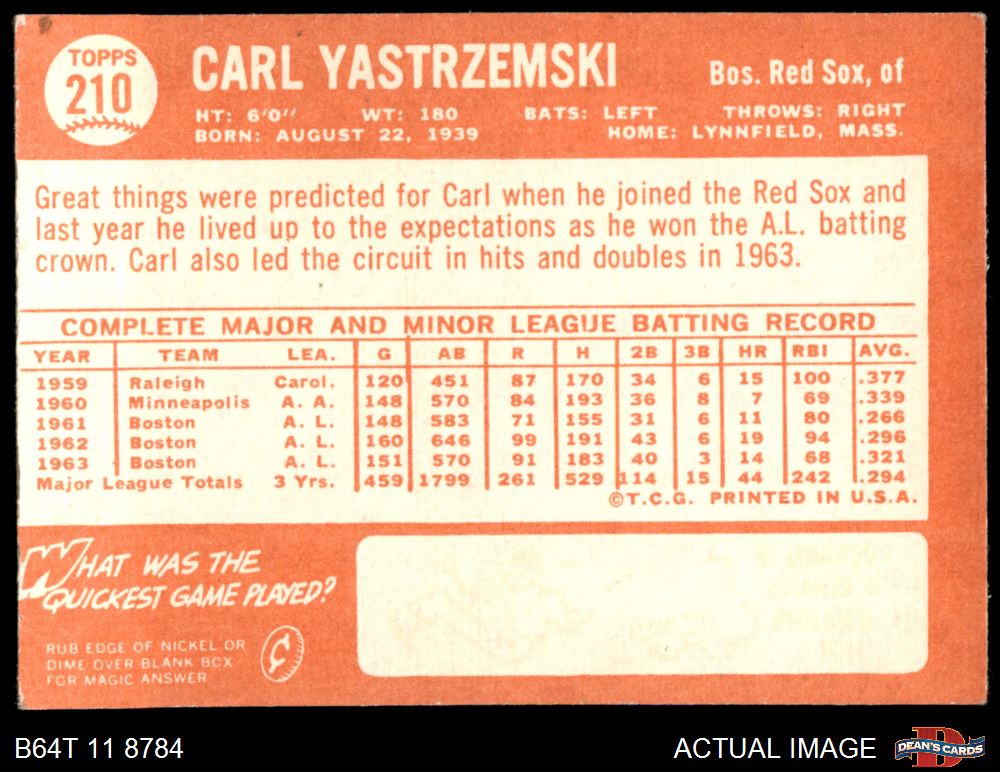 TOPPS
210
CARL YASTRZEMSKI
Bos. Red Sox, of
HT: 6'0" WT: 180 BATS: LEFT THROWS: RIGHT
BORN: AUGUST 22, 1939 HOME: LYNNFIELD, MASS.
Great things were predicted for Carl when he joined the Red Sox and
last year he lived up to the expectations as he won the A.L. batting
crown. Carl also led the circuit in hits and doubles in 1963.
COMPLETE MAJOR AND MINOR LEAGUE BATTING RECORD
YEAR TEAM LEA. G AB R H 2B 3B HR RBI AVG.
1959 Raleigh Carol. 120 451 87 170 34 6 15 100 .377
1960 Minneapolis A. A. 148 570 84 193 36 8 7 69 .339
1961 Boston A. L. 148 583 71 155 31 6 11 80 .266
1962 Boston A. L. 160 646 99 191 43 6 19 94 .296
1963 Boston A. L. 151 570 91 183 40 3 14 68 .321
Major League Totals 3 Yrs. 459 1799 261 529 114 15 44 242 .294
©T.C.G. PRINTED IN U.S.A.
WHAT WAS THE
QUICKEST GAME PLAYED?
RUB EDGE OF NICKEL OR
DIME OVER BLANK BOX
FOR MAGIC ANSWER
B64T 11 8784
ACTUAL IMAGE
DEAN'S CARDS